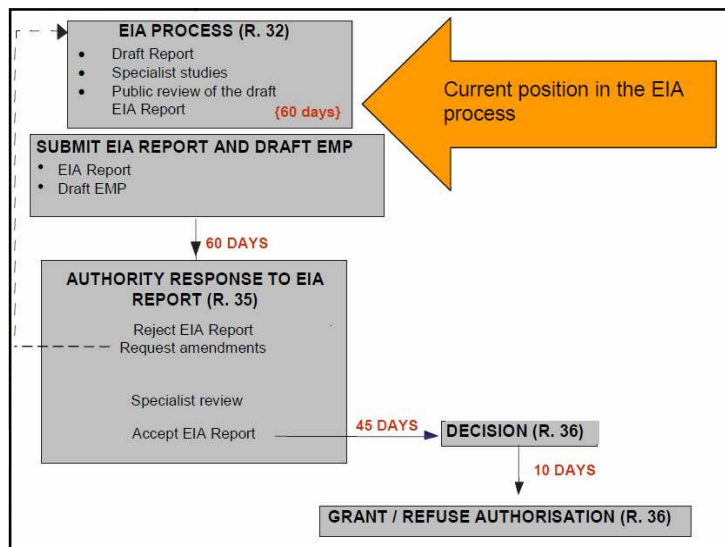 EIA PROCESS (R. 32)
• Draft Report
• Specialist studies
• Public review of the draft
EIA Report
{60 days}
Current position in the EIA
process
SUBMIT EIA REPORT AND DRAFT EMP
• EIA Report
• Draft EMP
60 DAYS
AUTHORITY RESPONSE TO EIA
REPORT (R. 35)
Reject EIA Report
Request amendments
Specialist review
Accept EIA Report
45 DAYS
DECISION (R. 36)
10 DAYS
GRANT / REFUSE AUTHORISATION (R. 36)